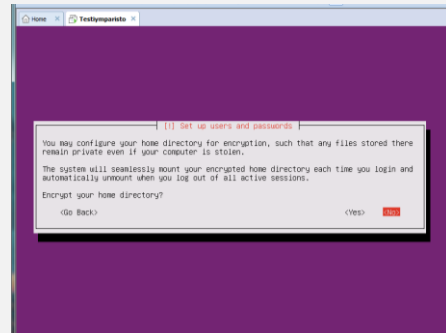 Home
Testiymparisto
[!] Set up users and passwords
You may configure your home directory for encryption, such that any files stored there
remain private even if your computer is stolen.
The system will seamlessly mount your encrypted home directory each time you login and
automatically unmount when you log out of all active sessions.
Encrypt your home directory?
<Go Back> <Yes> <No>